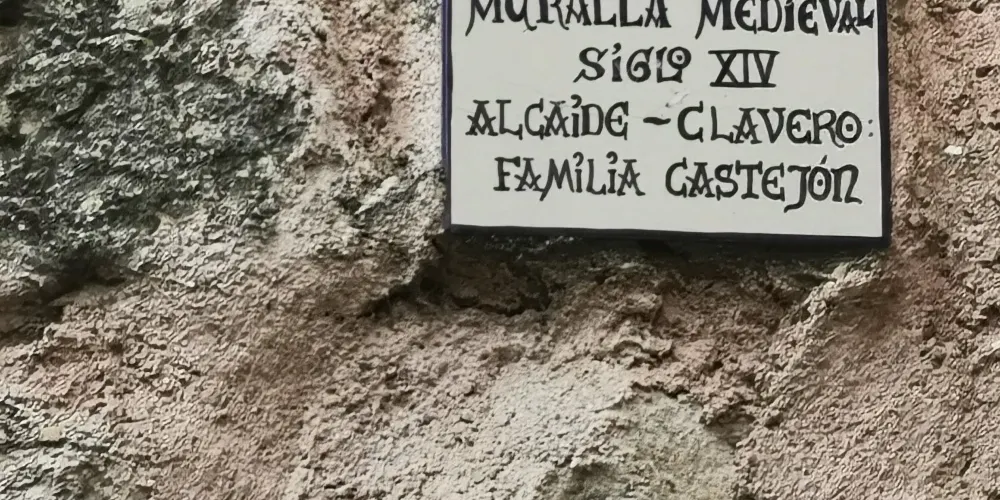 MURALLA MEDIEVAL
SIGLO XIV
ALCAIDE - CLAVERO:
FAMILIA CASTEJÓN